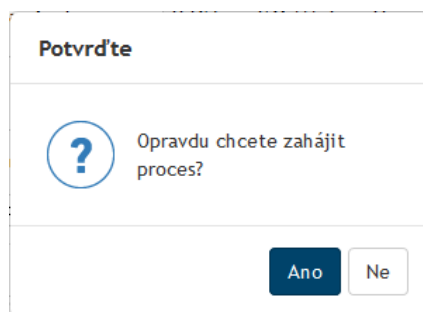 Potvrďte
Opravdu chcete zahájit
proces?
Ano
Ne